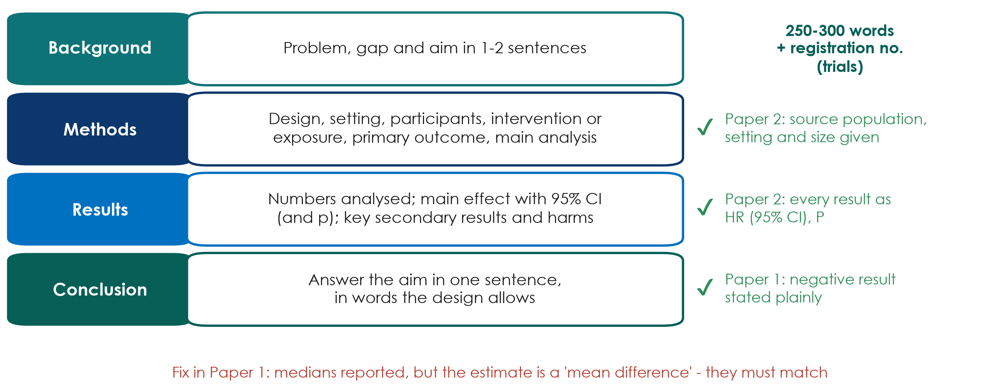 Background
Problem, gap and aim in 1-2 sentences
250-300 words
+ registration no.
(trials)
Methods
Design, setting, participants, intervention or
exposure, primary outcome, main analysis
✓ Paper 2: source population,
setting and size given
Results
Numbers analysed; main effect with 95% CI
(and p); key secondary results and harms
✓ Paper 2: every result as
HR (95% CI), P
Conclusion
Answer the aim in one sentence,
in words the design allows
✓ Paper 1: negative result
stated plainly
Fix in Paper 1: medians reported, but the estimate is a 'mean difference' - they must match